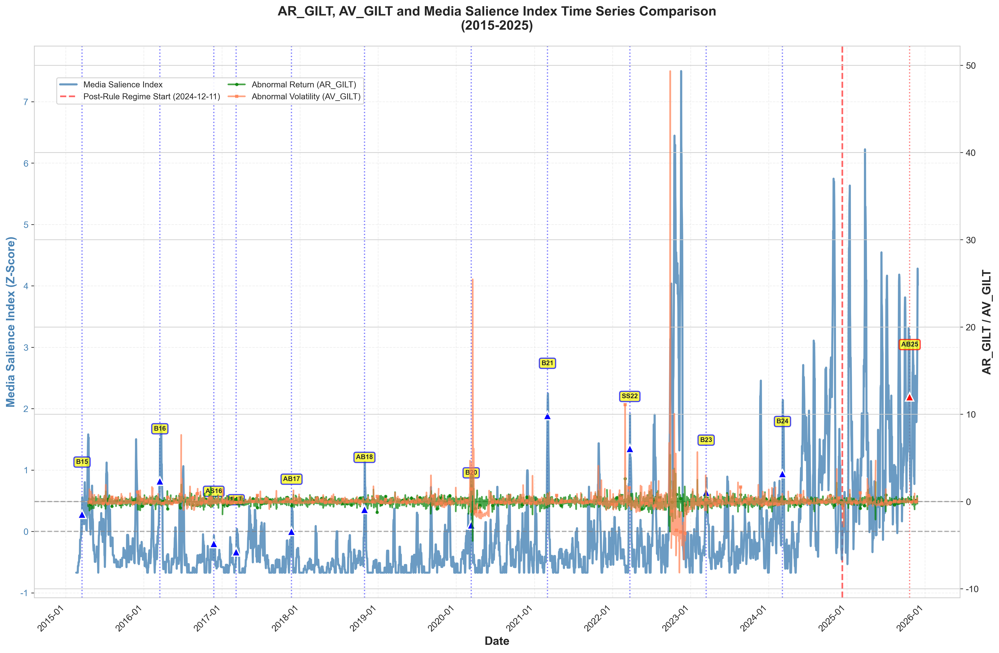 AR_GILT, AV_GILT and Media Salience Index Time Series Comparison
(2015-2025)
Media Salience Index
Post-Rule Regime Start (2024-12-11)
Abnormal Return (AR_GILT)
Abnormal Volatility (AV_GILT)
Media Salience Index (Z-Score)
7
6
5
4
3
2
1
0
-1
B15
B16
AS16
AB17
AB18
B20
B21
SS22
B23
B24
AB25
50
40
30
20
10
0
-10
AR_GILT / AV_GILT
2015-01
2016-01
2017-01
2018-01
2019-01
2020-01
2021-01
2022-01
2023-01
2024-01
2025-01
2026-01
Date